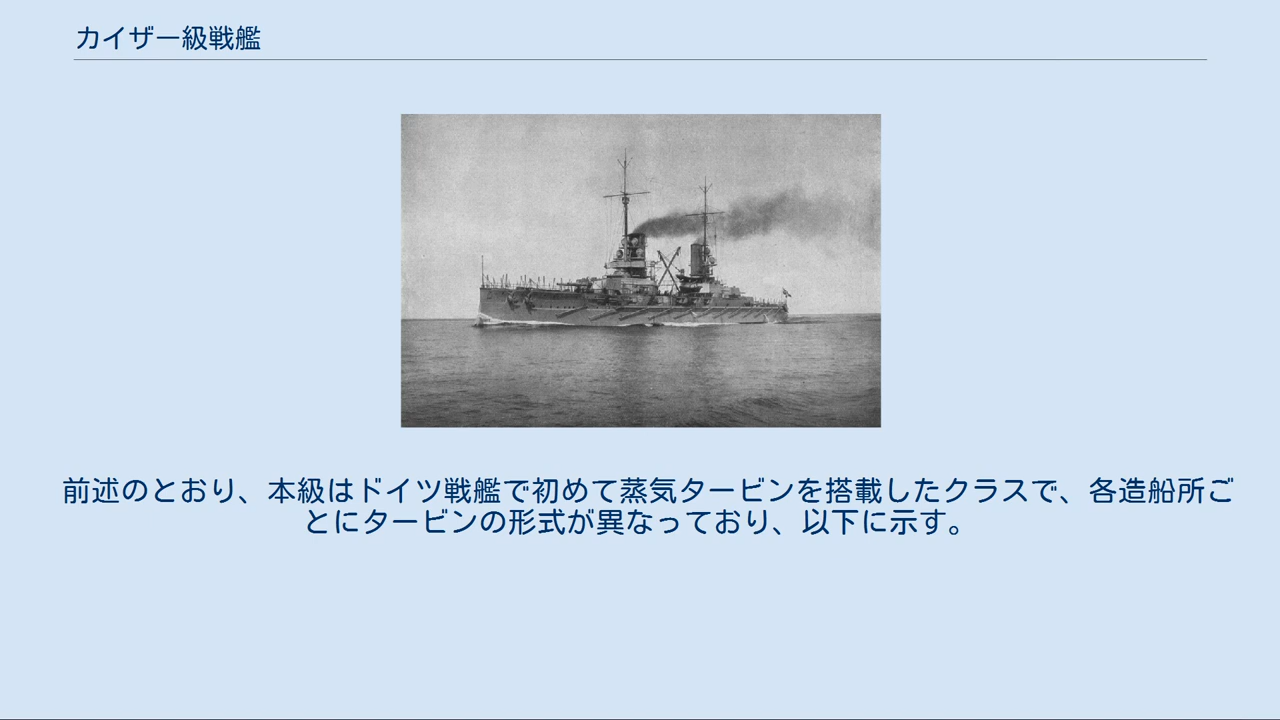 カイザー級戦艦
前述のとおり、本級はドイツ戦艦で初めて蒸気タービンを搭載したクラスで、各造船所ご
とにタービンの形式が異なっており、以下に示す。